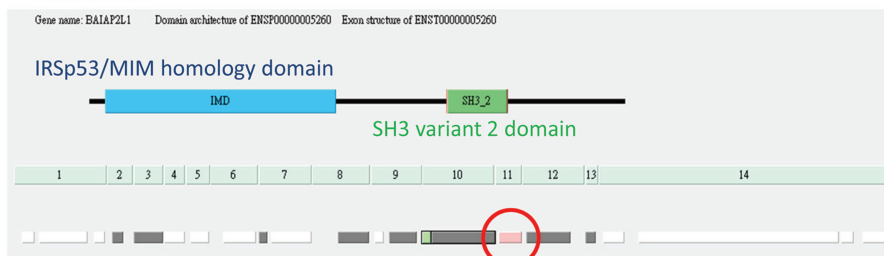 Gene name: BAIAP2L1 Domain architecture of ENSP00000005260 Exon structure of ENST00000005260
IRSp53/MIM homology domain
IMD SH3_2
SH3 variant 2 domain
1 2 3 4 5 6 7 8 9 10 11 12 13 14